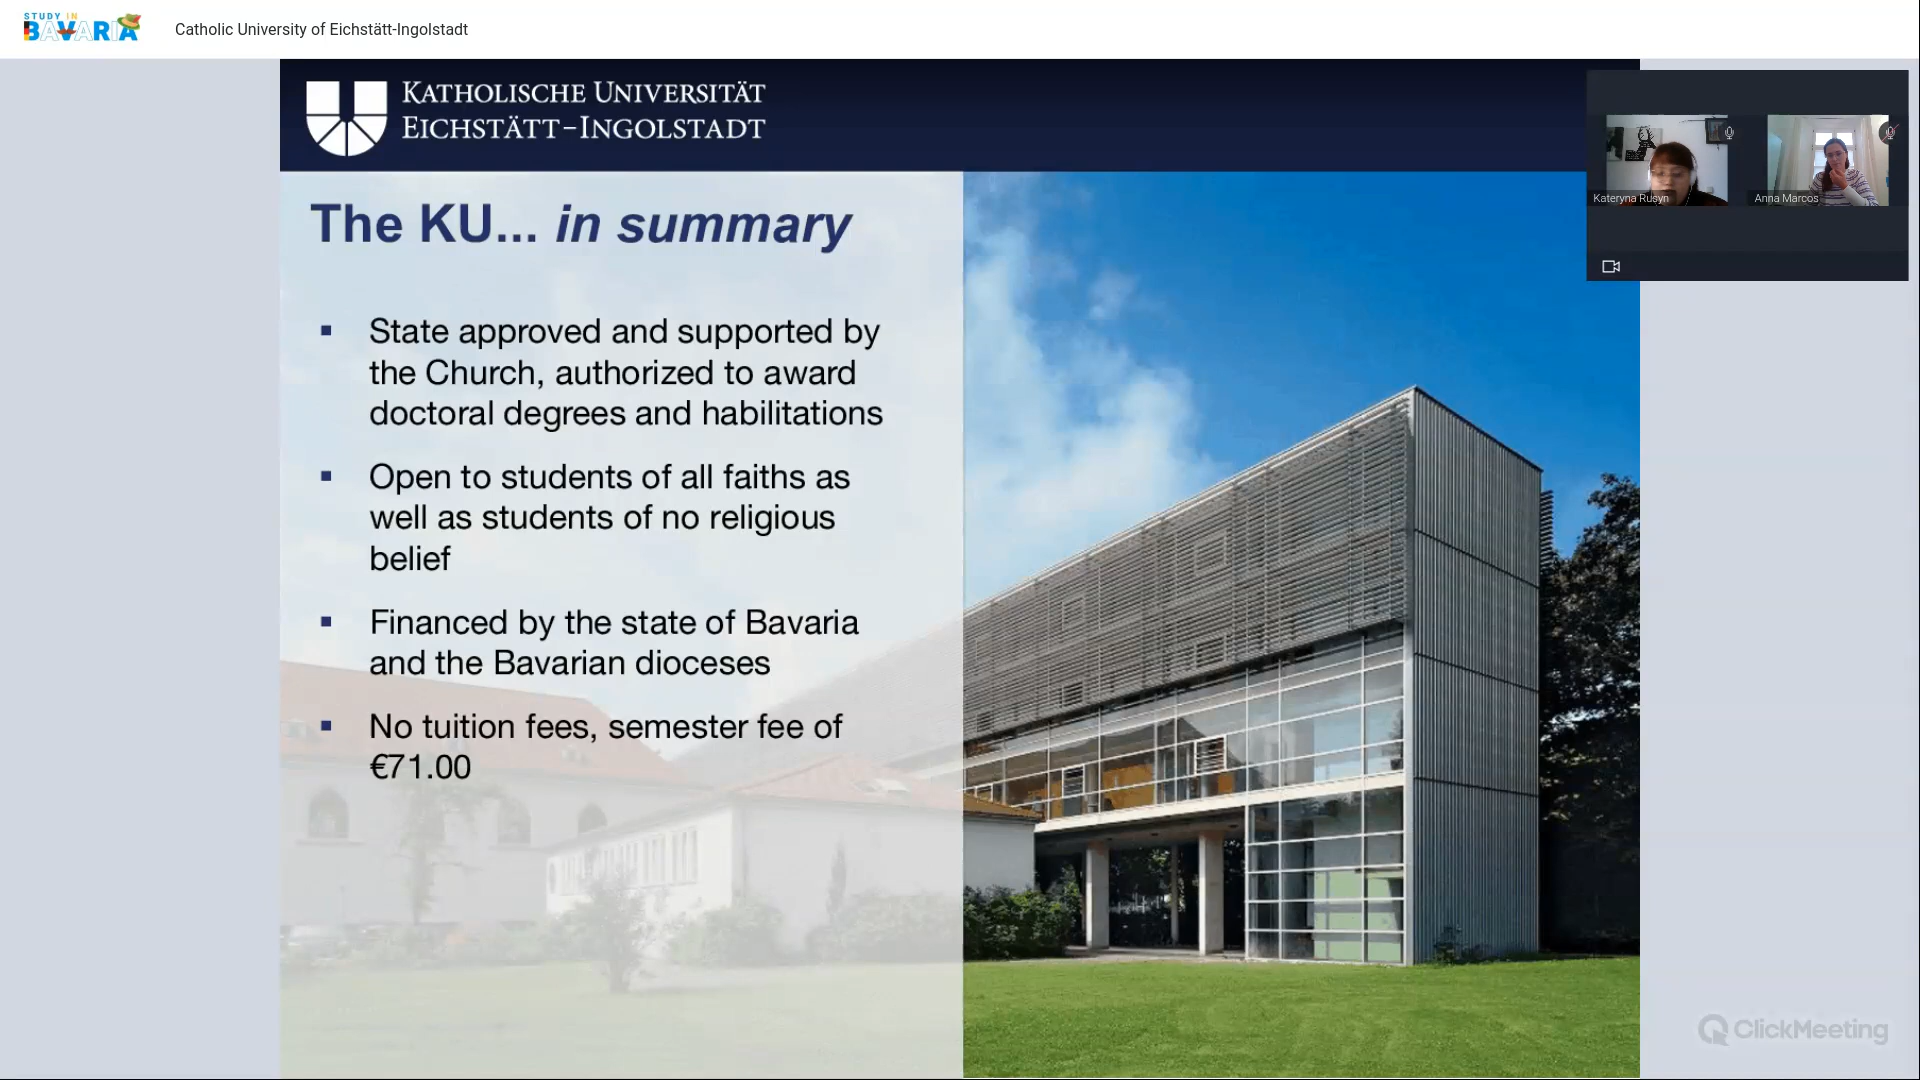 STUDY IN
BAVARIA
Catholic University of Eichstätt-Ingolstadt
KATHOLISCHE UNIVERSITÄT
EICHSTÄTT-INGOLSTADT
The KU... in summary
▪ State approved and supported by
the Church, authorized to award
doctoral degrees and habilitations
▪ Open to students of all faiths as
well as students of no religious
belief
▪ Financed by the state of Bavaria
and the Bavarian dioceses
▪ No tuition fees, semester fee of
€71.00
Kateryna Rusyn
Anna Marcos
ClickMeeting